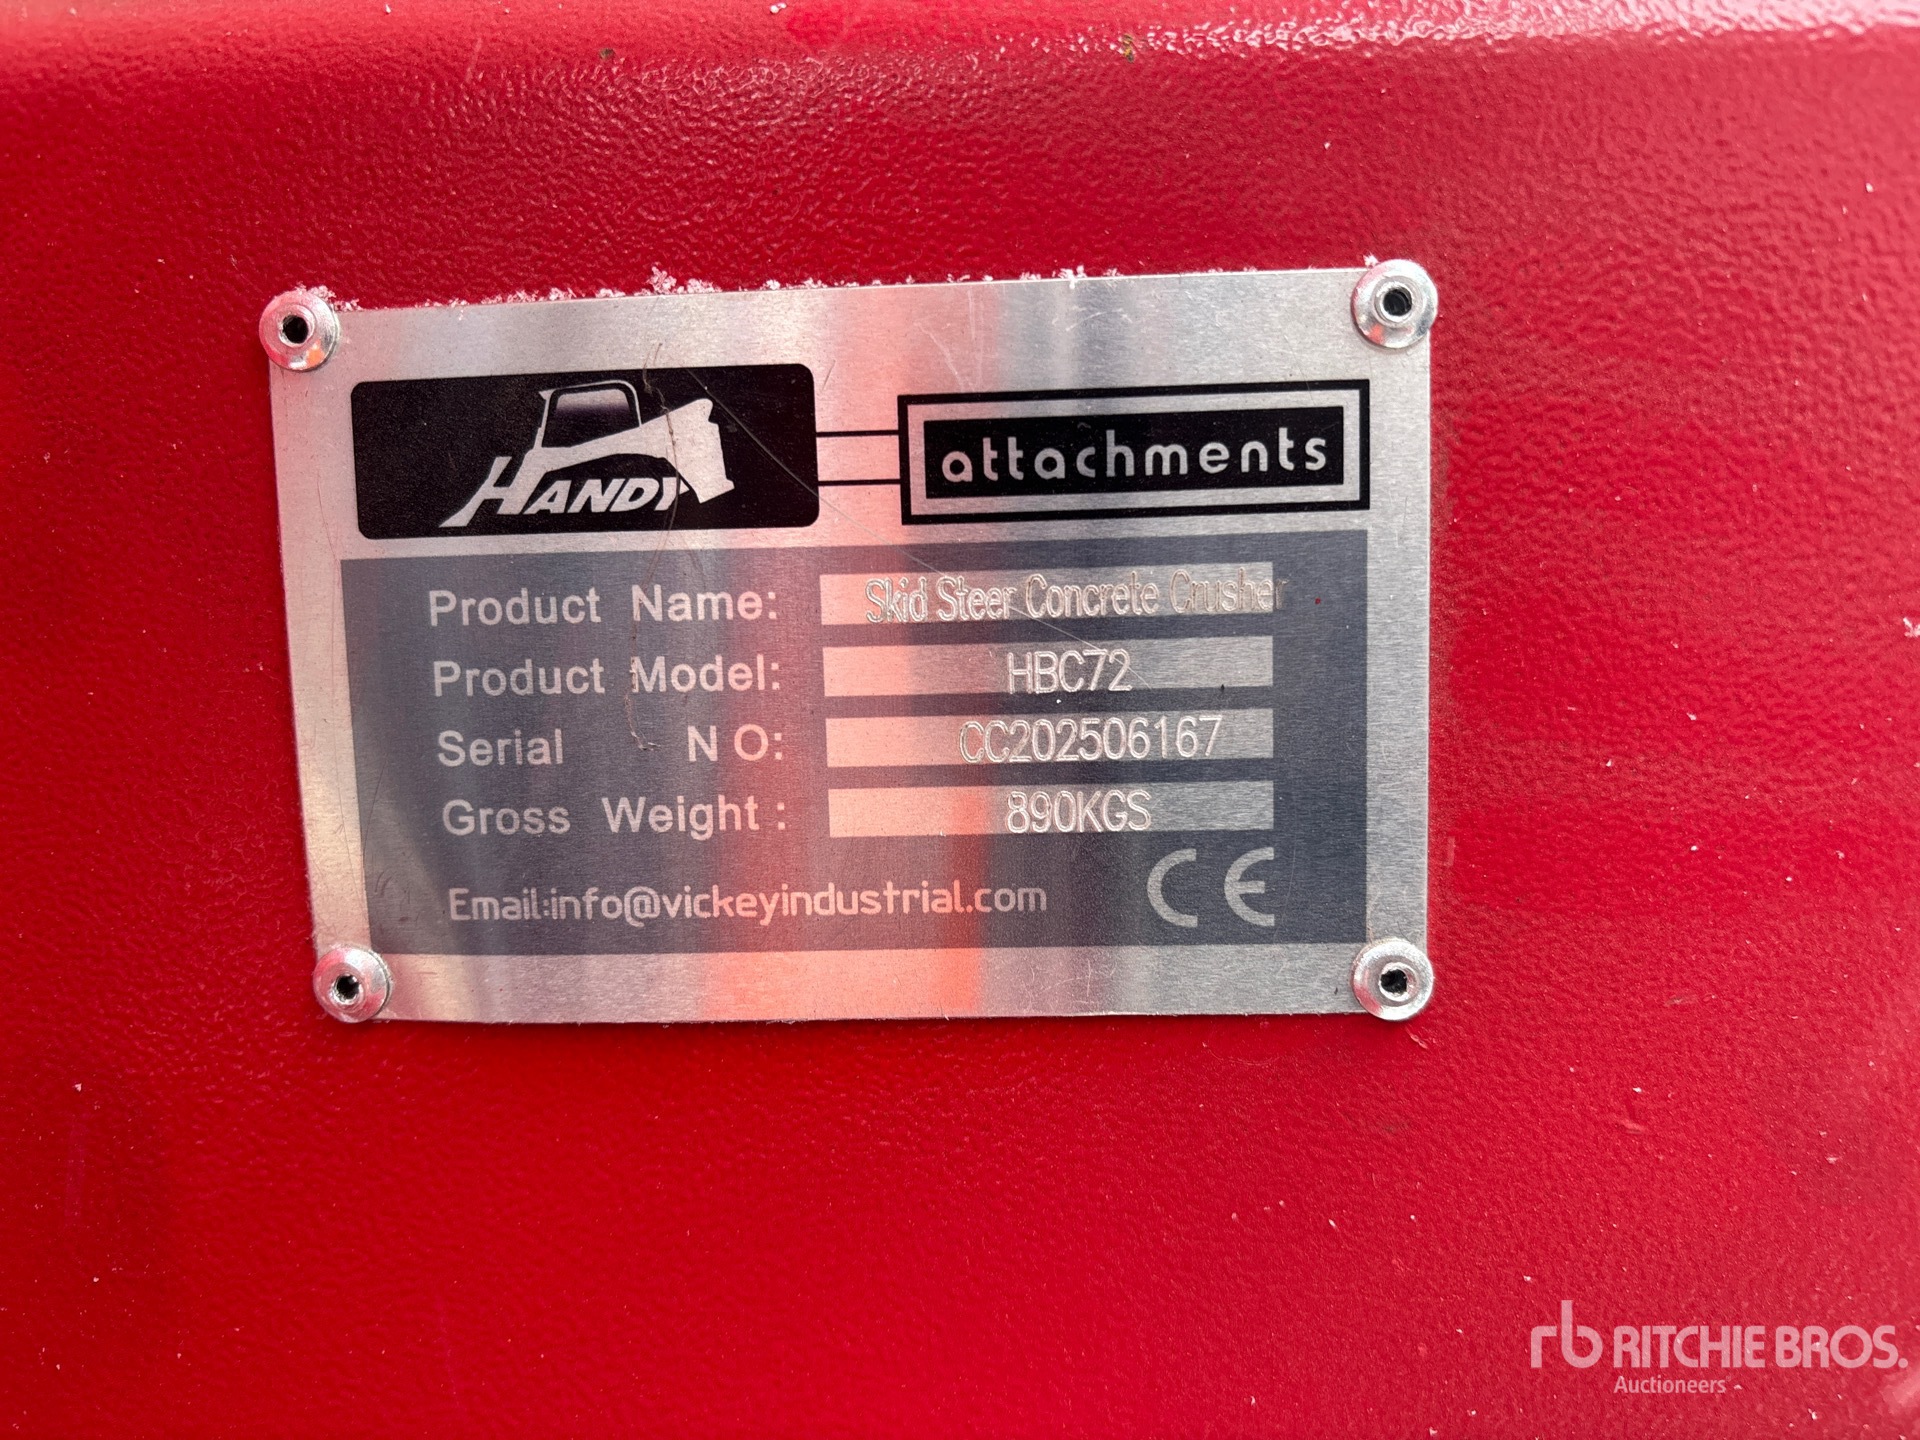 HANDY attachments
Product Name: Skid Steer Concrete Crusher
Product Model: HBC72
Serial NO: CC202506167
Gross Weight: 890KGS
Email:info@vickeyindustrial.com CE
rb RITCHIE BROS.
Auctioneers